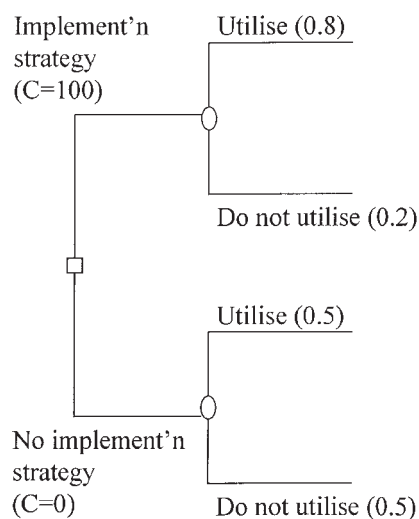 Implement'n
strategy
(C=100)
Utilise (0.8)
Do not utilise (0.2)
Utilise (0.5)
No implement'n
strategy
(C=0)
Do not utilise (0.5)